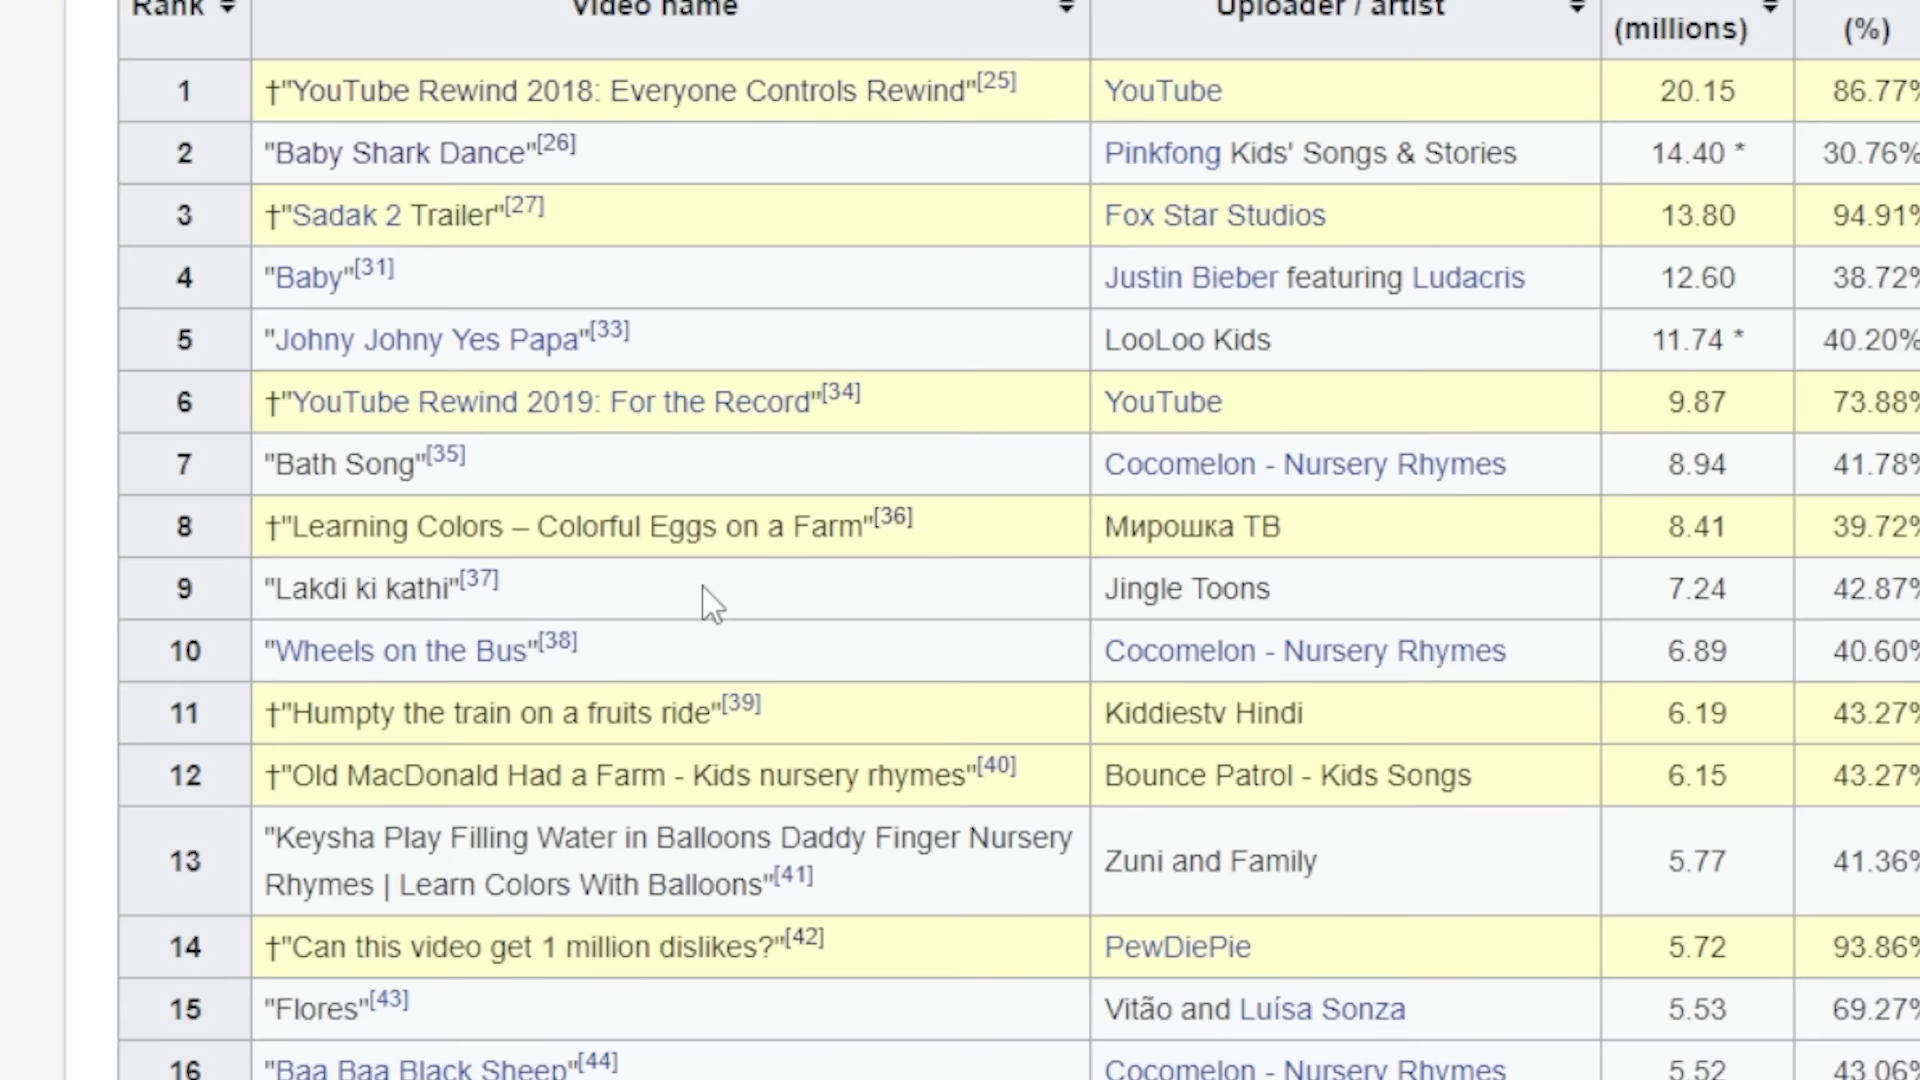 Rank Video name Uploader / artist
(millions) (%)
1 †"YouTube Rewind 2018: Everyone Controls Rewind"[25] YouTube 20.15 86.77%
2 "Baby Shark Dance"[26] Pinkfong Kids' Songs & Stories 14.40 * 30.76%
3 †"Sadak 2 Trailer"[27] Fox Star Studios 13.80 94.91%
4 "Baby"[31] Justin Bieber featuring Ludacris 12.60 38.72%
5 "Johny Johny Yes Papa"[33] LooLoo Kids 11.74 * 40.20%
6 †"YouTube Rewind 2019: For the Record"[34] YouTube 9.87 73.88%
7 "Bath Song"[35] Cocomelon - Nursery Rhymes 8.94 41.78%
8 †"Learning Colors – Colorful Eggs on a Farm"[36] Мирошка ТВ 8.41 39.72%
9 "Lakdi ki kathi"[37] Jingle Toons 7.24 42.87%
10 "Wheels on the Bus"[38] Cocomelon - Nursery Rhymes 6.89 40.60%
11 †"Humpty the train on a fruits ride"[39] Kiddiestv Hindi 6.19 43.27%
12 †"Old MacDonald Had a Farm - Kids nursery rhymes"[40] Bounce Patrol - Kids Songs 6.15 43.27%
13 "Keysha Play Filling Water in Balloons Daddy Finger Nursery
Rhymes | Learn Colors With Balloons"[41] Zuni and Family 5.77 41.36%
14 †"Can this video get 1 million dislikes?"[42] PewDiePie 5.72 93.86%
15 "Flores"[43] Vitão and Luísa Sonza 5.53 69.27%
16 "Baa Baa Black Sheep"[44] Cocomelon - Nursery Rhymes 5.52 43.06%